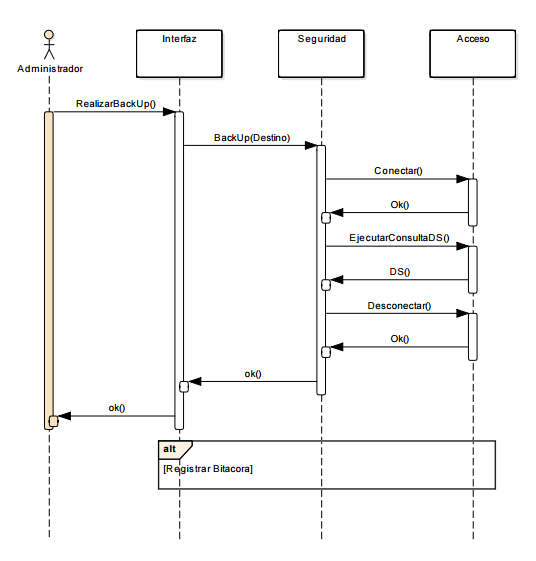 Interfaz
Seguridad
Acceso
Administrador
RealizarBackUp()
BackUp(Destino)
Conectar()
Ok()
EjecutarConsultaDS()
DS()
Desconectar()
Ok()
ok()
ok()
alt
[Registrar Bitacora]